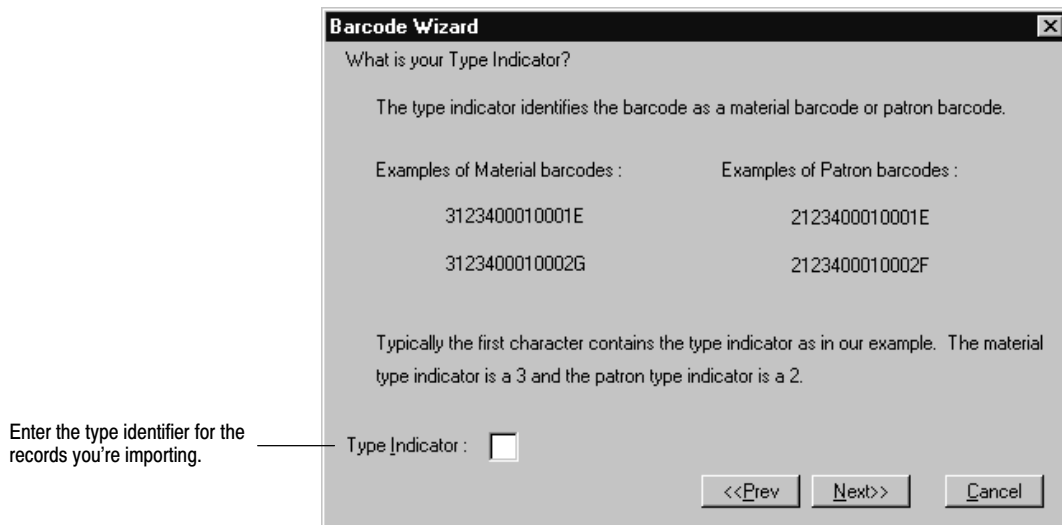 Barcode Wizard
What is your Type Indicator?
The type indicator identifies the barcode as a material barcode or patron barcode.
Examples of Material barcodes :
Examples of Patron barcodes :
3123400010001E
2123400010001E
3123400010002G
2123400010002F
Typically the first character contains the type indicator as in our example. The material
type indicator is a 3 and the patron type indicator is a 2.
Enter the type identifier for the
records you're importing.
Type Indicator :
<<Prev
Next>>
Cancel